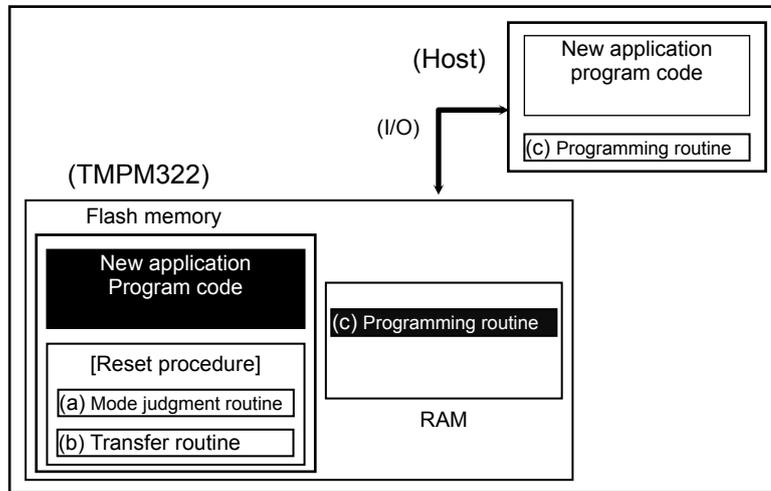 (Host)
New application
program code
(I/O)
(c) Programming routine
(TMPM322)
Flash memory
New application
Program code
(c) Programming routine
[Reset procedure]
(a) Mode judgment routine
(b) Transfer routine
RAM